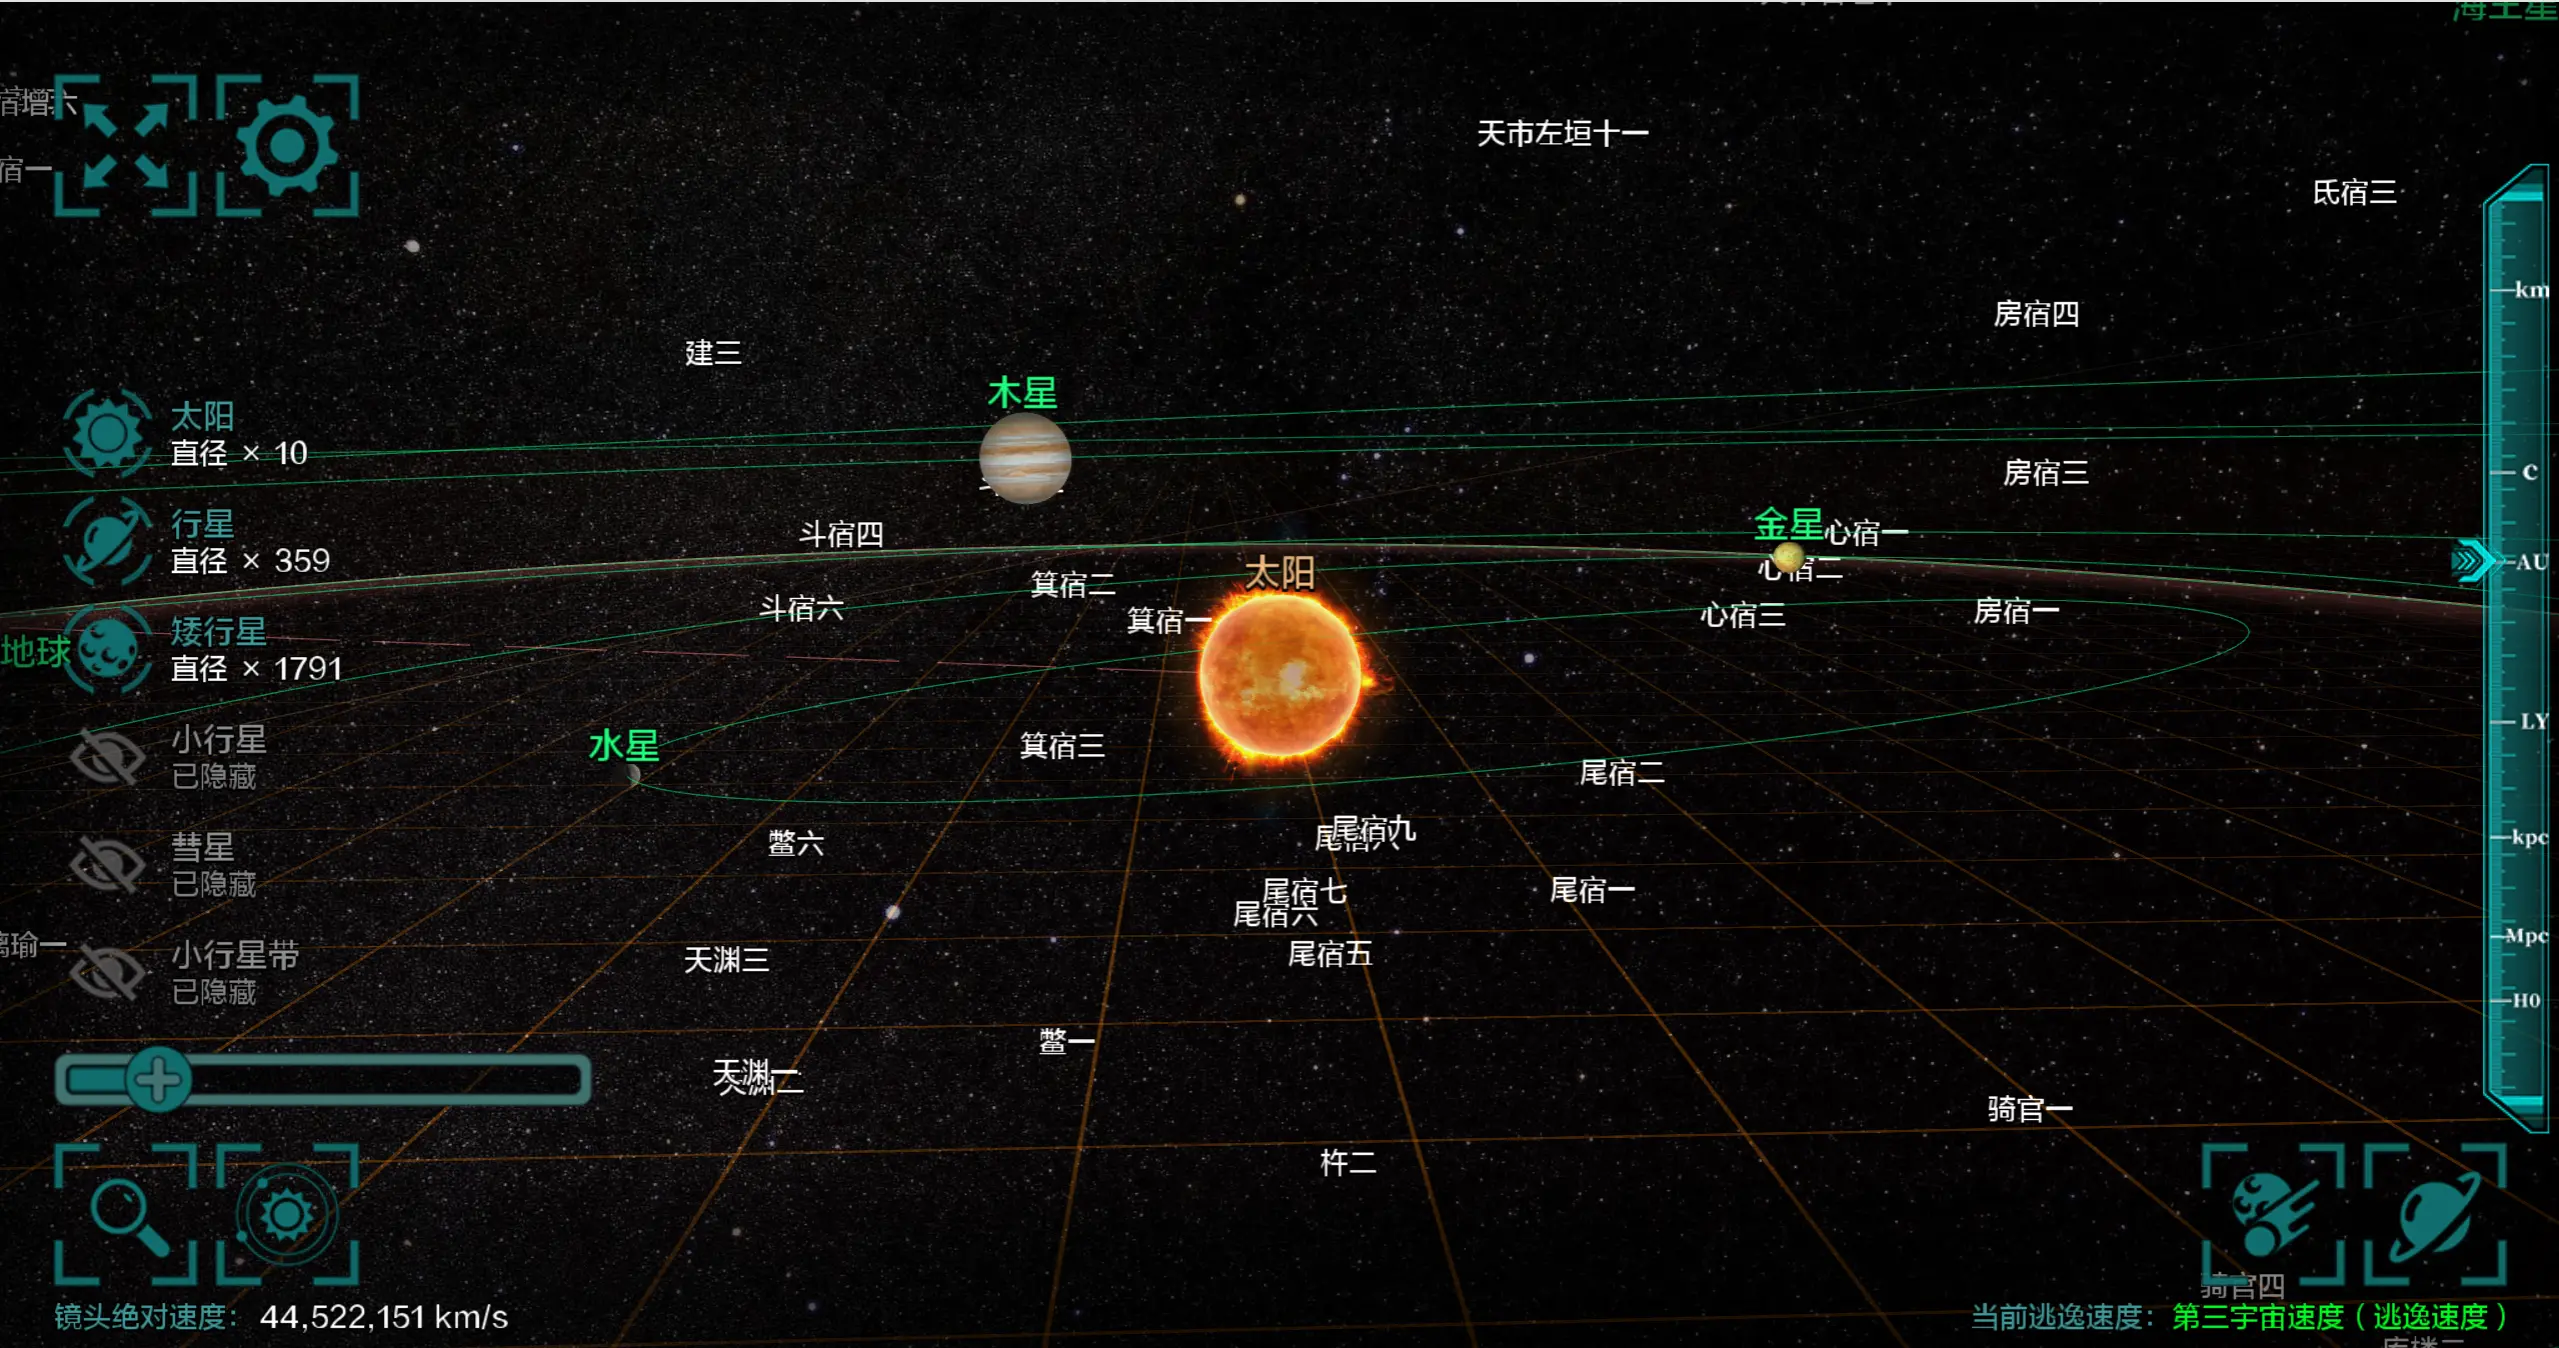 海王星
宿增六
宿一
天市左垣十一
氐宿三
km
房宿四
建三
木星
太阳
直径 × 10
C
房宿三
行星
直径 × 359
斗宿四
金星
心宿一
AU
太阳
箕宿二
心宿二
斗宿六
箕宿一
心宿三
房宿一
地球
矮行星
直径 × 1791
LY
小行星
已隐藏
水星
箕宿三
尾宿二
彗星
已隐藏
鳖六
尾宿九
尾宿八
kpc
尾宿七
尾宿六
尾宿一
瑜一
小行星带
已隐藏
天渊三
尾宿五
Mpc
H0
鳖一
天渊一
天渊二
骑官一
杵二
骑官四
镜头绝对速度： 44,522,151 km/s
当前逃逸速度： 第三宇宙速度（逃逸速度）